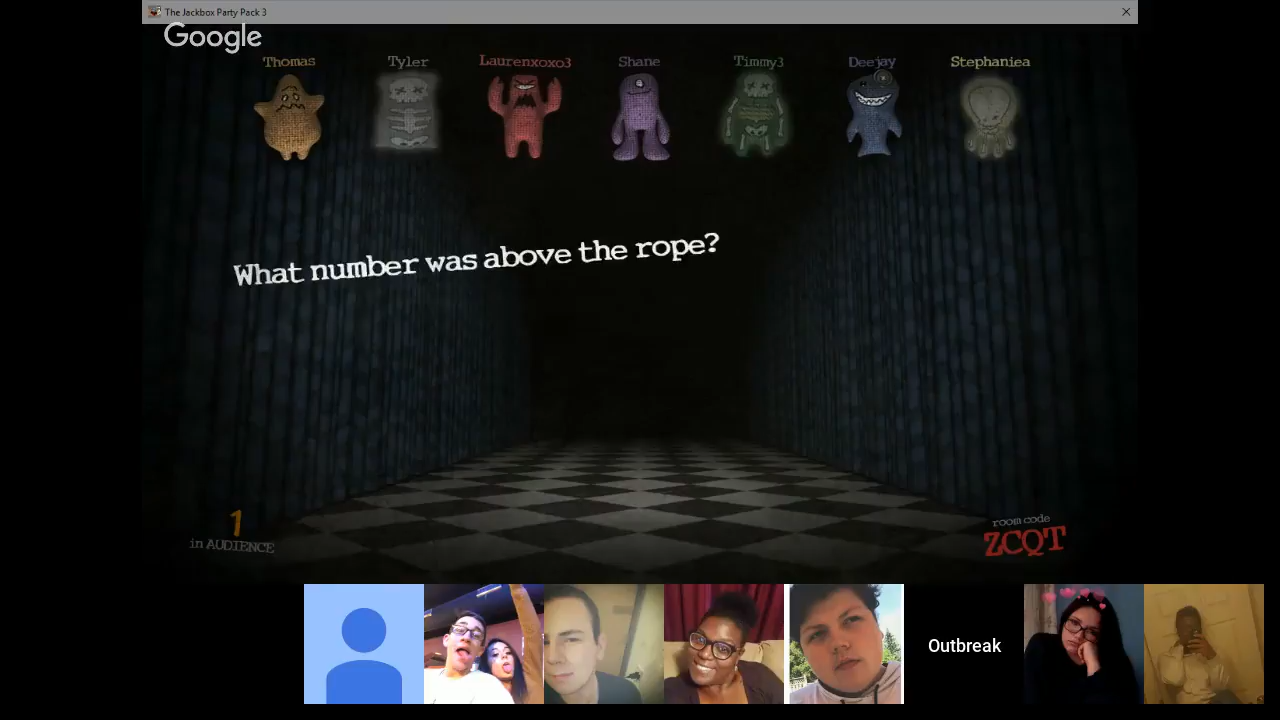 The Jackbox Party Pack 3
Google
Thomas
Tyler
Laurenxoxo3
Shane
Timmy3
Deejay
Stephaniea
What number was above the rope?
1
in AUDIENCE
room code
ZCQT
Outbreak